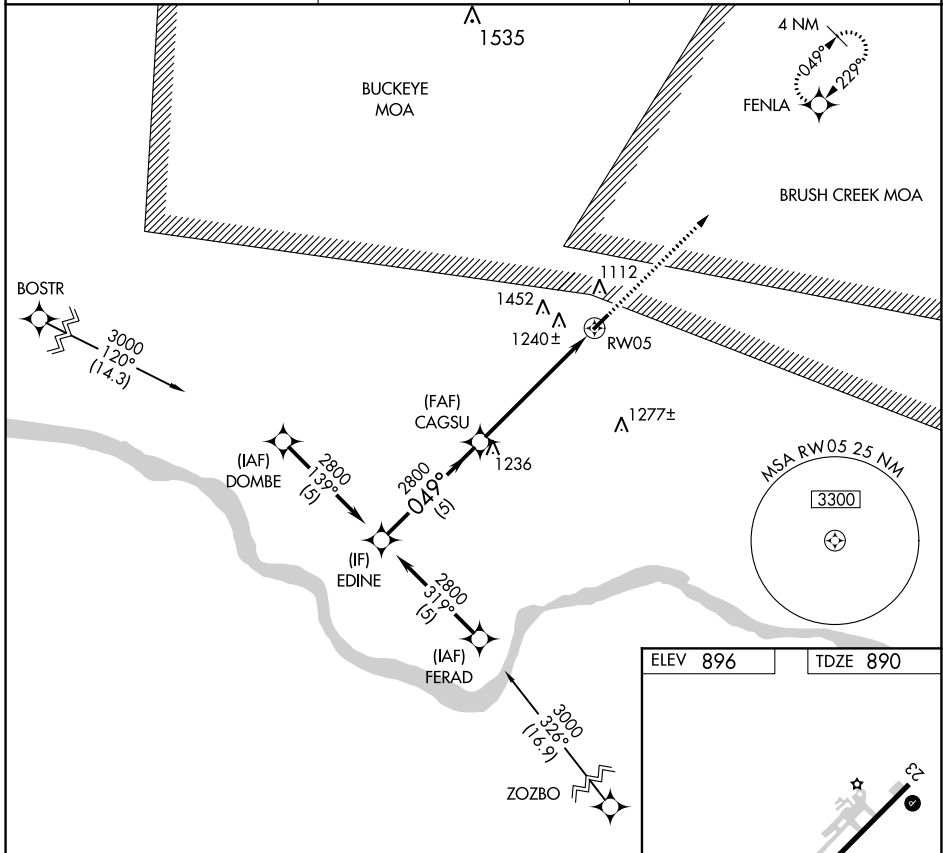 1535
4 NM
049°
229°
FENLA
BUCKEYE
MOA
BRUSH CREEK MOA
BOSTR
3000
120°
(14.3)
1452
1112
1240±
RW05
(FAF)
CAGSU
1277±
1236
(IAF)
DOMBE
2800
139°
(5)
2800
049°
(5)
(IF)
EDINE
2800
319°
(5)
(IAF)
FERAD
MSA RW05 25 NM
3300
3000
326°
(16.9)
ZOZBO
ELEV 896
TDZE 890
23
P